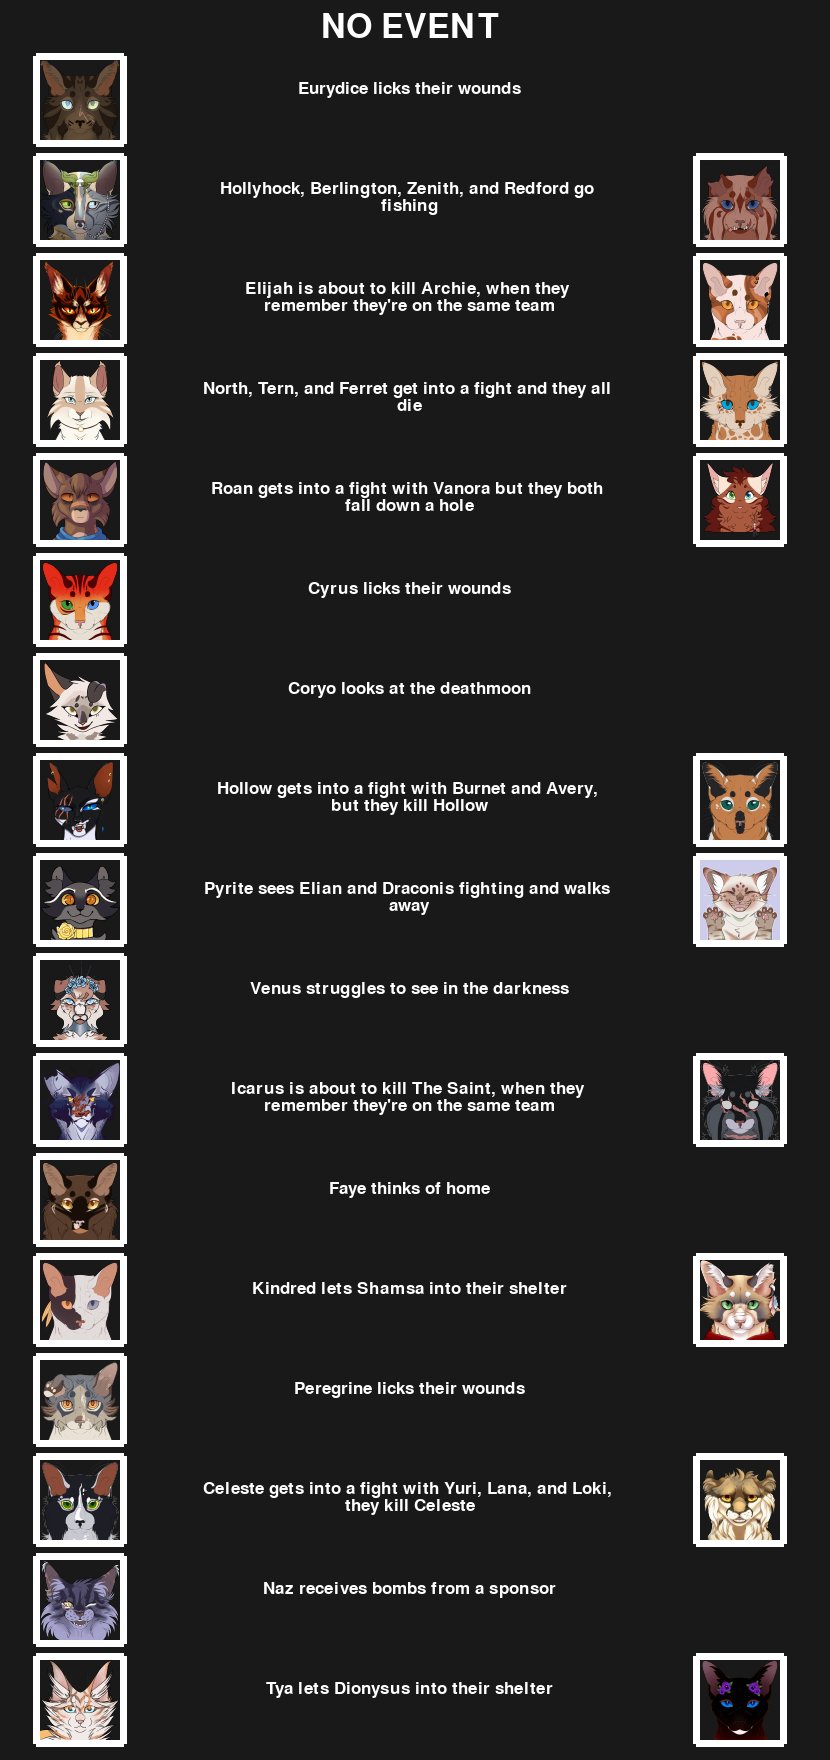 NO EVENT
Eurydice licks their wounds
Hollyhock, Berlington, Zenith, and Redford go
fishing
Elijah is about to kill Archie, when they
remember they're on the same team
North, Tern, and Ferret get into a fight and they all
die
Roan gets into a fight with Vanora but they both
fall down a hole
Cyrus licks their wounds
Coryo looks at the deathmoon
Hollow gets into a fight with Burnet and Avery,
but they kill Hollow
Pyrite sees Elian and Draconis fighting and walks
away
Venus struggles to see in the darkness
Icarus is about to kill The Saint, when they
remember they're on the same team
Faye thinks of home
Kindred lets Shamsa into their shelter
Peregrine licks their wounds
Celeste gets into a fight with Yuri, Lana, and Loki,
they kill Celeste
Naz receives bombs from a sponsor
Tya lets Dionysus into their shelter